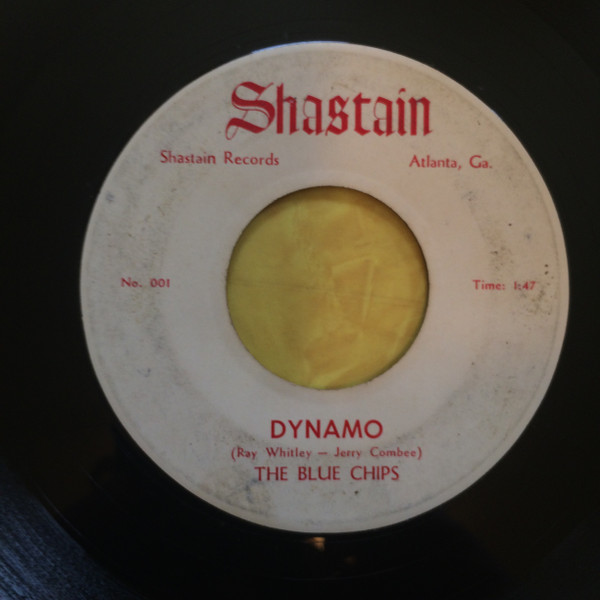 Shastain
Shastain Records Atlanta, Ga.
No. 001 Time: 1:47
DYNAMO
(Ray Whitley — Jerry Combee)
THE BLUE CHIPS